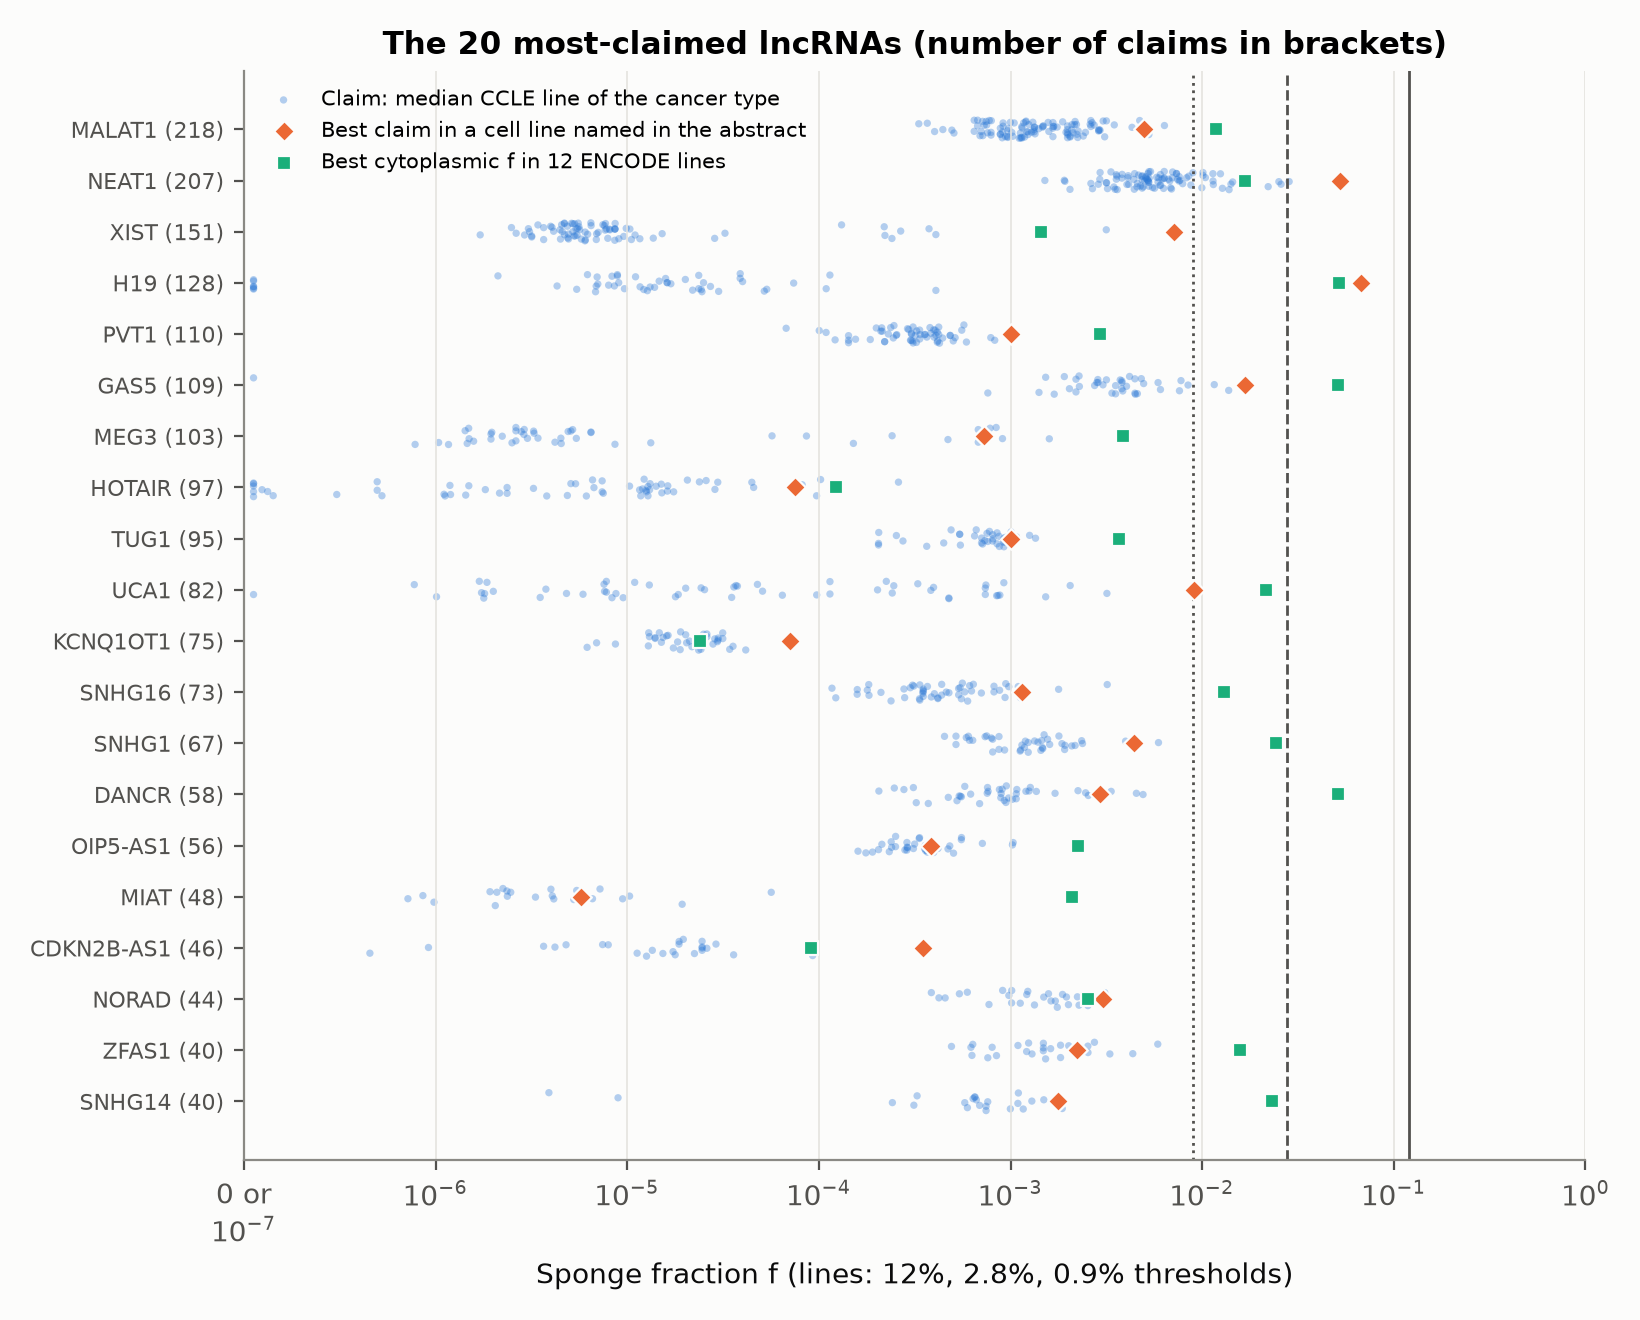 The 20 most-claimed lncRNAs (number of claims in brackets)
Claim: median CCLE line of the cancer type
Best claim in a cell line named in the abstract
Best cytoplasmic f in 12 ENCODE lines
MALAT1 (218)
NEAT1 (207)
XIST (151)
H19 (128)
PVT1 (110)
GAS5 (109)
MEG3 (103)
HOTAIR (97)
TUG1 (95)
UCA1 (82)
KCNQ1OT1 (75)
SNHG16 (73)
SNHG1 (67)
DANCR (58)
OIP5-AS1 (56)
MIAT (48)
CDKN2B-AS1 (46)
NORAD (44)
ZFAS1 (40)
SNHG14 (40)
0 or
10⁻⁷
10⁻⁶
10⁻⁵
10⁻⁴
10⁻³
10⁻²
10⁻¹
10⁰
Sponge fraction f (lines: 12%, 2.8%, 0.9% thresholds)